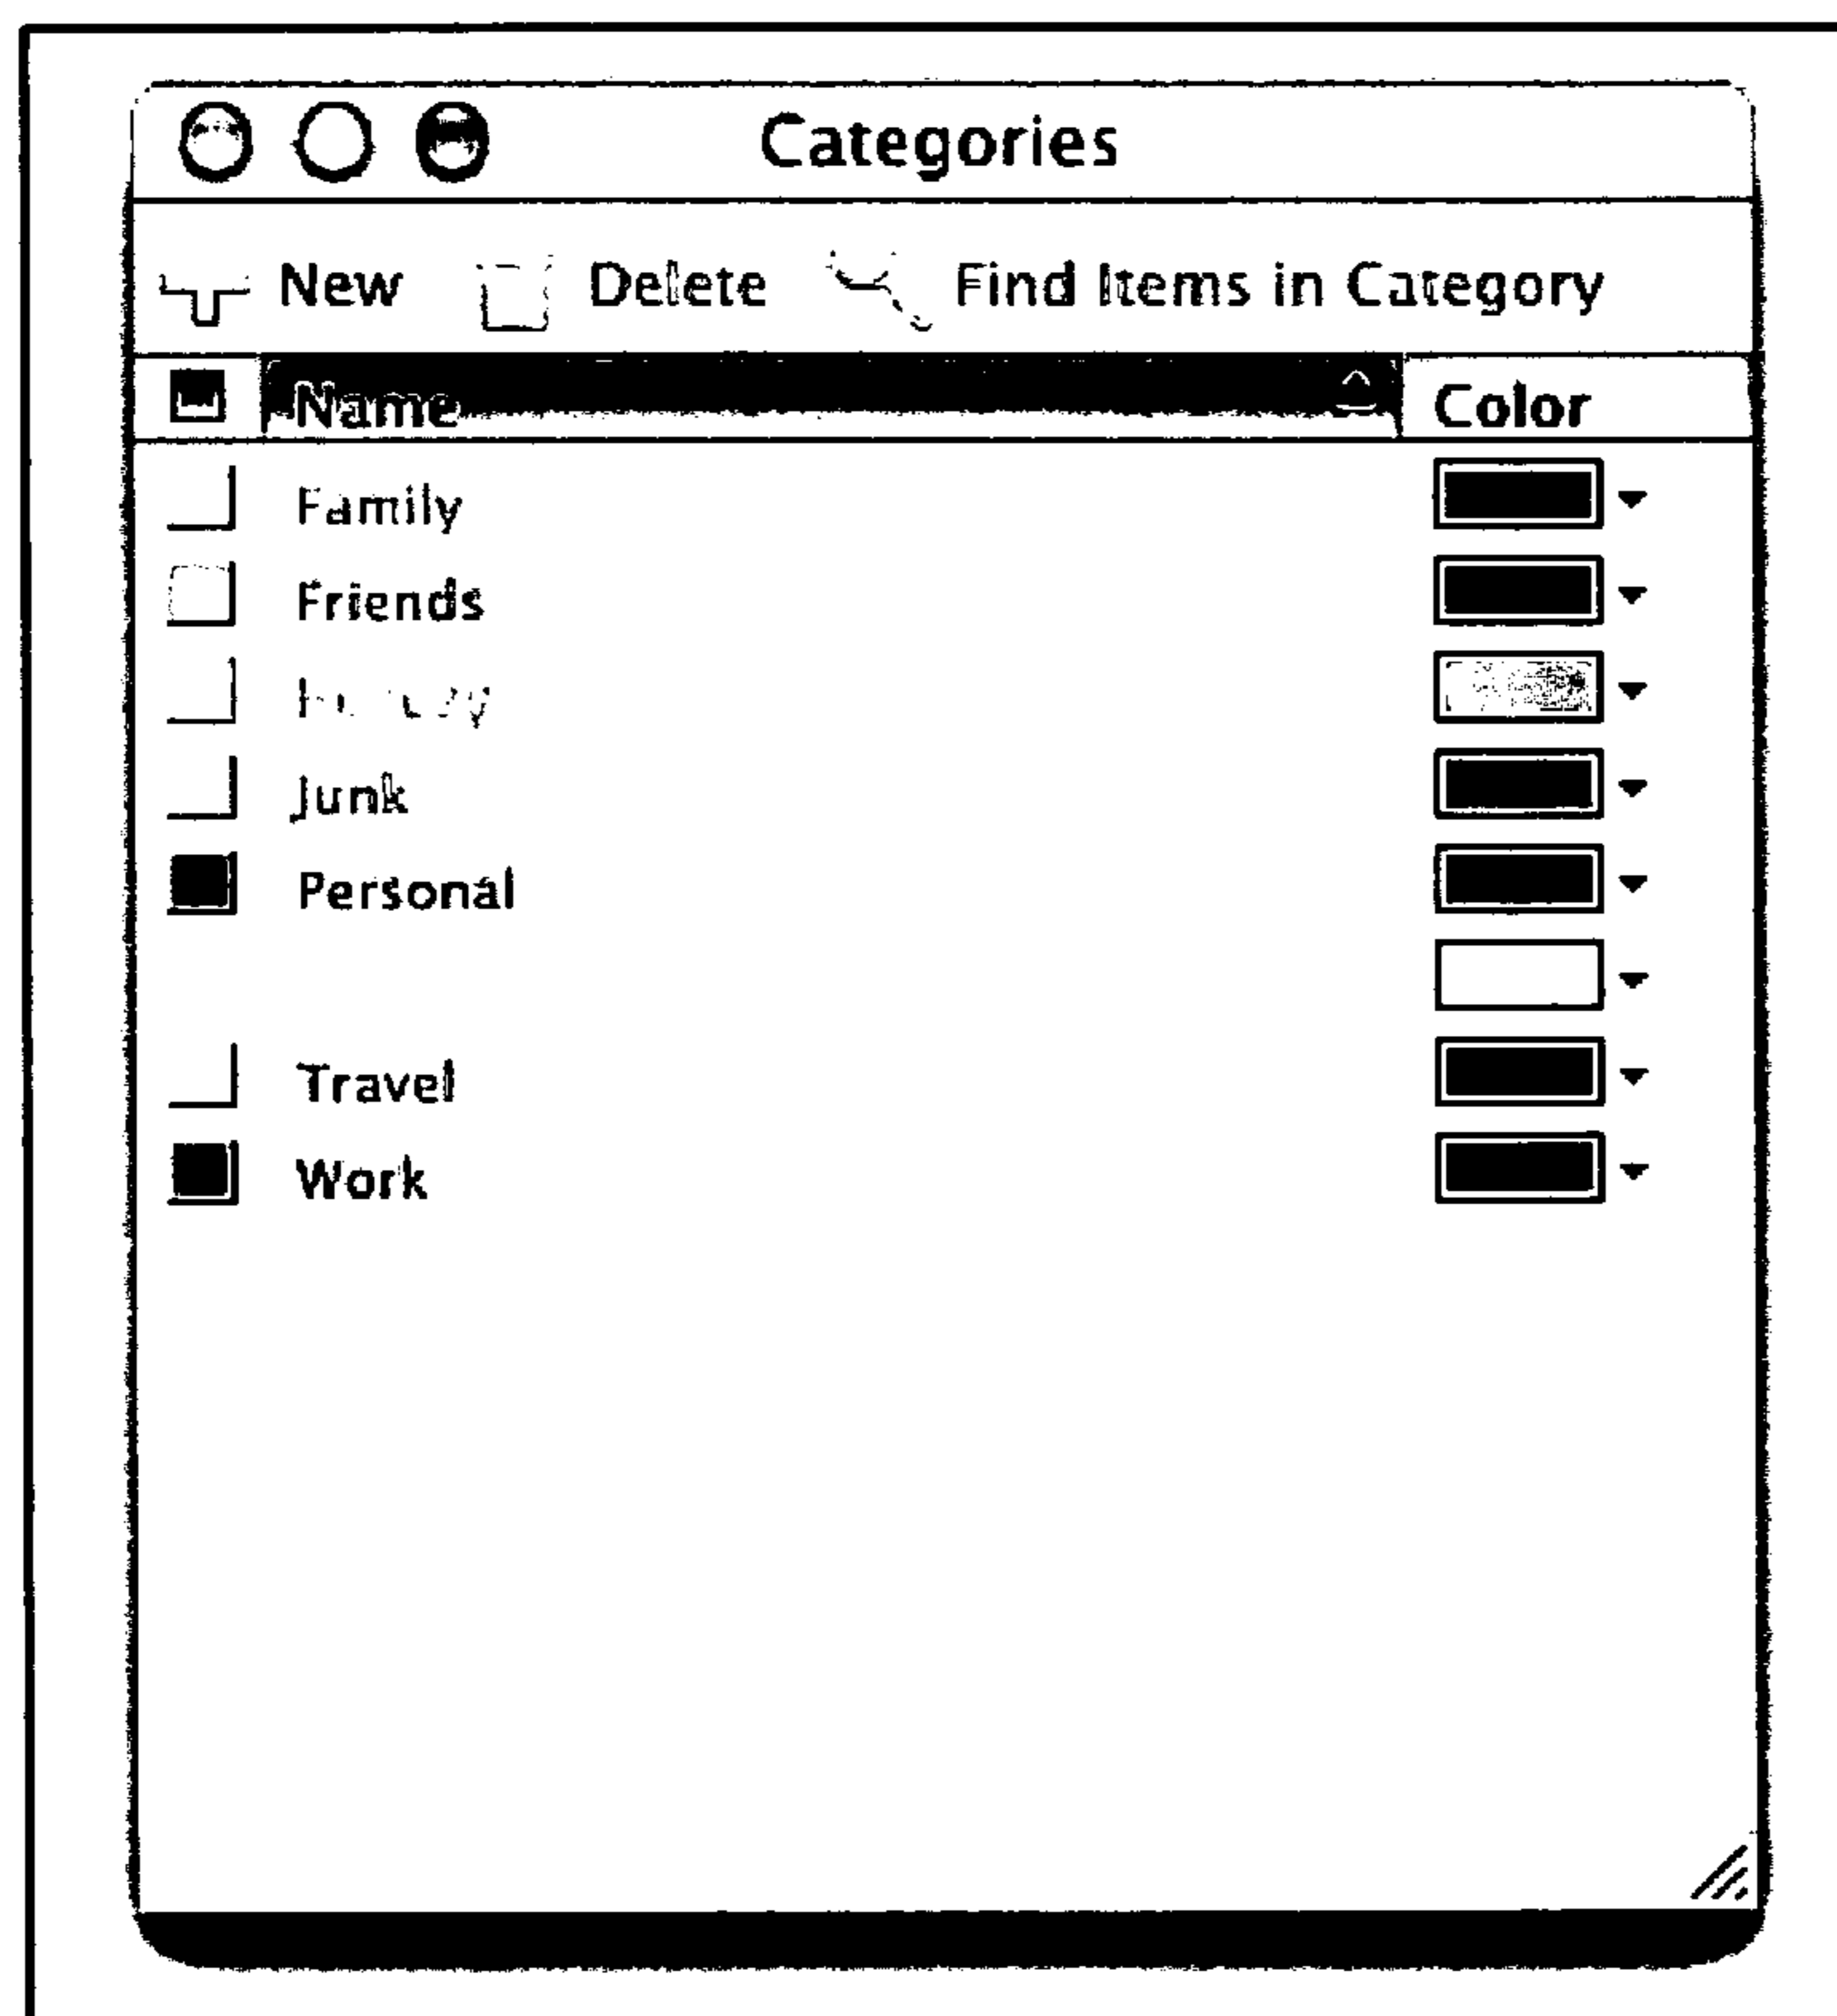 Categories
New Delete Find Items in Category
Name Color
Family
Friends
Junk
Personal
Travel
Work